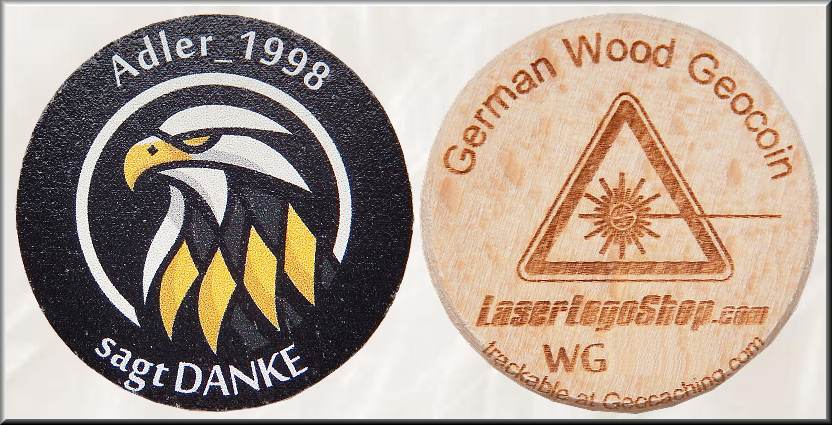 Adler_1998
sagt DANKE
German Wood Geocoin
LaserLogoShop.com
WG
trackable at Geocaching.com